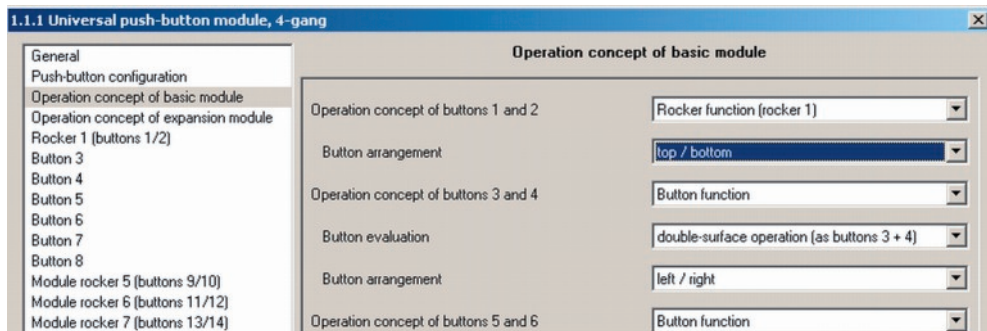 1.1.1 Universal push-button module, 4-gang
General
Push-button configuration
Operation concept of basic module
Operation concept of expansion module
Rocker 1 (buttons 1/2)
Button 3
Button 4
Button 5
Button 6
Button 7
Button 8
Module rocker 5 (buttons 9/10)
Module rocker 6 (buttons 11/12)
Module rocker 7 (buttons 13/14)
Operation concept of basic module
Operation concept of buttons 1 and 2 Rocker function (rocker 1)
Button arrangement top / bottom
Operation concept of buttons 3 and 4 Button function
Button evaluation double-surface operation (as buttons 3 + 4)
Button arrangement left / right
Operation concept of buttons 5 and 6 Button function